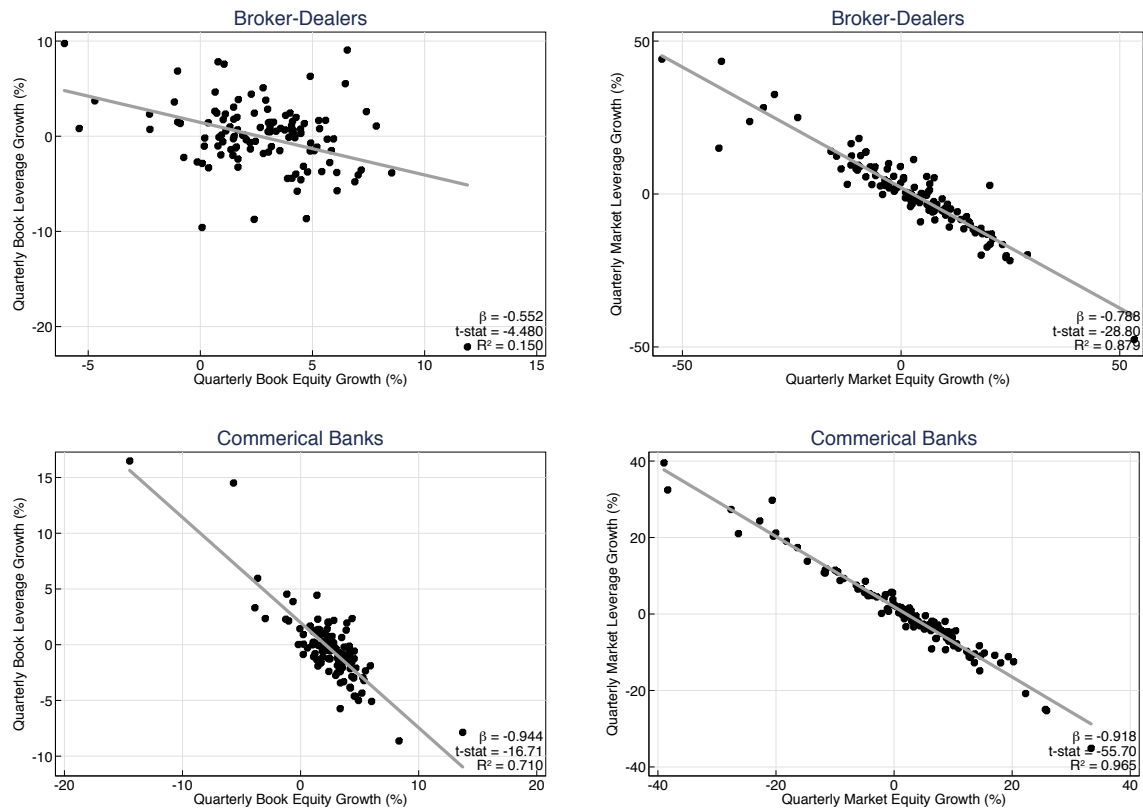 Broker-Dealers
Quarterly Book Leverage Growth (%)
10
0
-10
-20
β = -0.552
t-stat = -4.480
R² = 0.150
-5
0
5
10
15
Quarterly Book Equity Growth (%)
Broker-Dealers
Quarterly Market Leverage Growth (%)
50
0
-50
β = -0.788
t-stat = -28.80
R² = 0.879
-50
0
50
Quarterly Market Equity Growth (%)
Commerical Banks
Quarterly Book Leverage Growth (%)
15
10
5
0
-5
-10
β = -0.944
t-stat = -16.71
R² = 0.710
-20
-10
0
10
20
Quarterly Book Equity Growth (%)
Commerical Banks
Quarterly Market Leverage Growth (%)
40
20
0
-20
-40
β = -0.918
t-stat = -55.70
R² = 0.965
-40
-20
0
20
40
Quarterly Market Equity Growth (%)